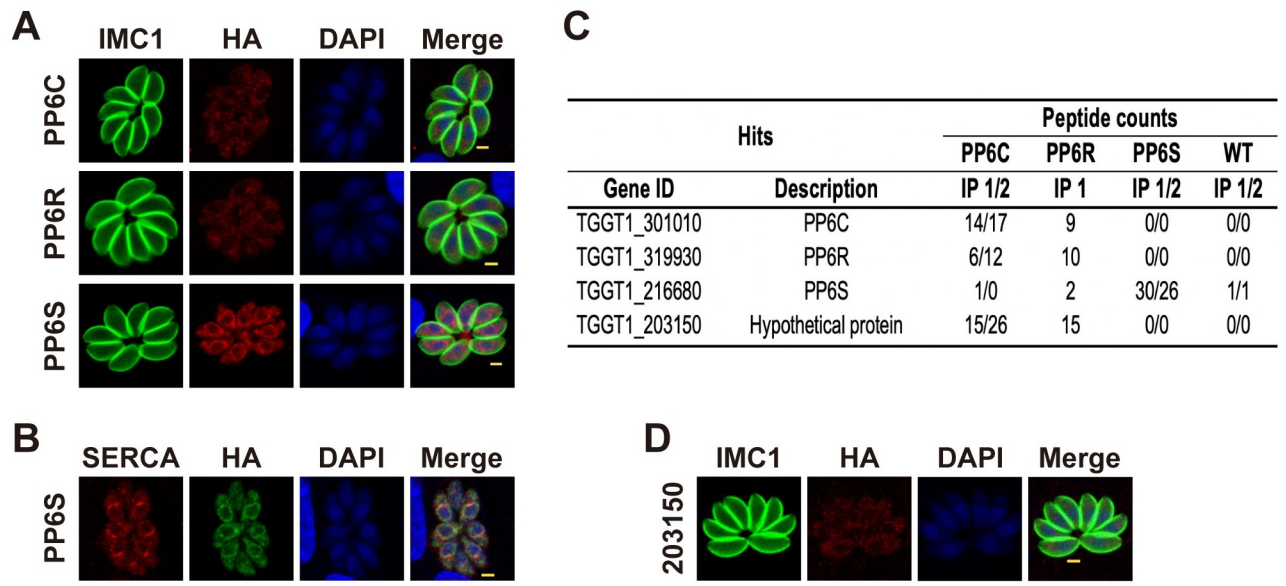 A
IMC1 HA DAPI Merge
PP6C
PP6R
PP6S
B
SERCA HA DAPI Merge
PP6S
C
Hits Peptide counts
PP6C PP6R PP6S WT
Gene ID Description IP 1/2 IP 1 IP 1/2 IP 1/2
TGGT1_301010 PP6C 14/17 9 0/0 0/0
TGGT1_319930 PP6R 6/12 10 0/0 0/0
TGGT1_216680 PP6S 1/0 2 30/26 1/1
TGGT1_203150 Hypothetical protein 15/26 15 0/0 0/0
D
IMC1 HA DAPI Merge
203150